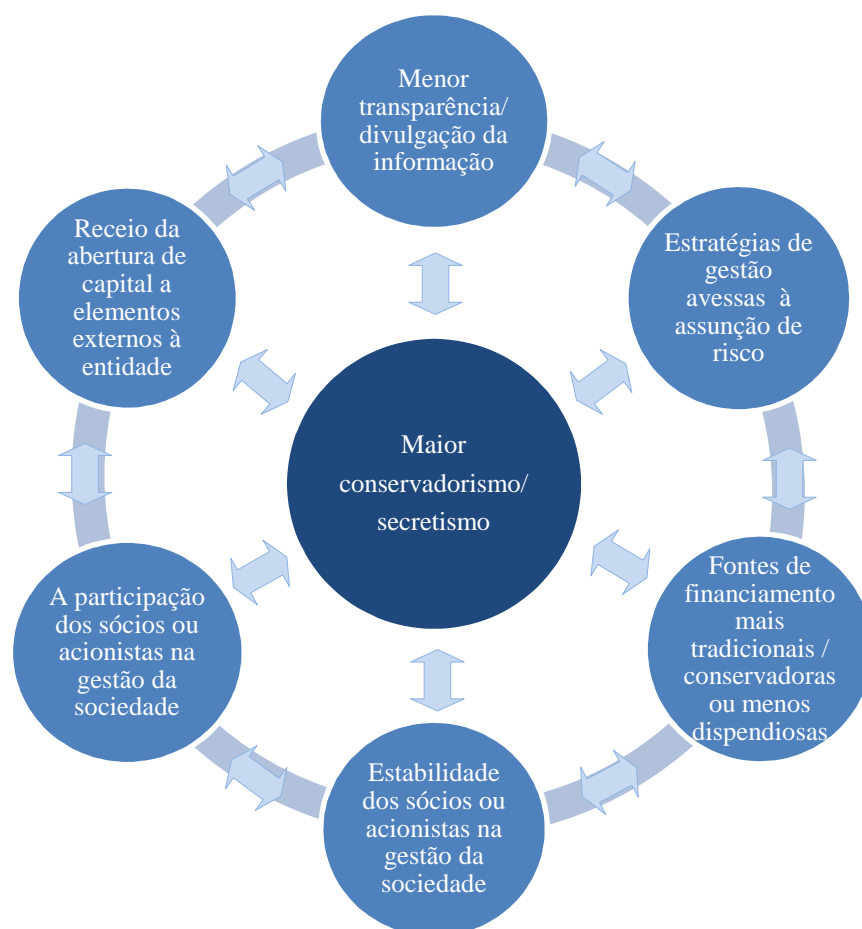 Menor
transparência/
divulgação da
informação
Estratégias de
gestão
avessas à
assunção de
risco
Fontes de
financiamento
mais
tradicionais /
conservadoras
ou menos
dispendiosas
Estabilidade
dos sócios ou
acionistas na
gestão da
sociedade
A participação
dos sócios ou
acionistas na
gestão da
sociedade
Receio da
abertura de
capital a
elementos
externos à
entidade
Maior
conservadorismo/
secretismo